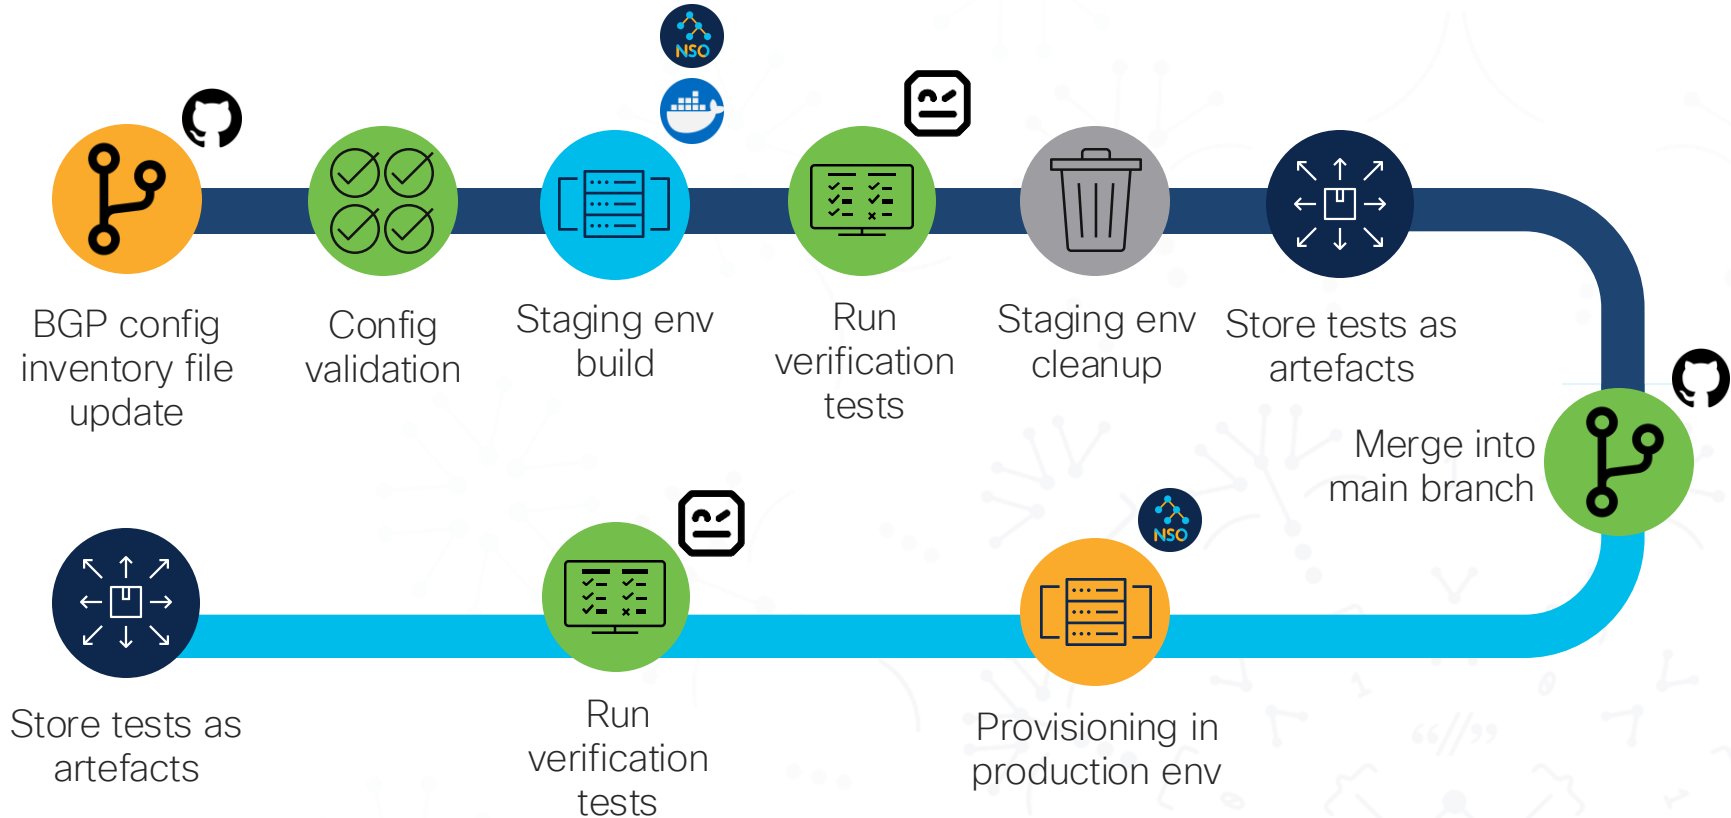 NSO
BGP config
inventory file
update
Config
validation
Staging env
build
Run
verification
tests
Staging env
cleanup
Store tests as
artefacts
Merge into
main branch
NSO
Provisioning in
production env
Run
verification
tests
Store tests as
artefacts